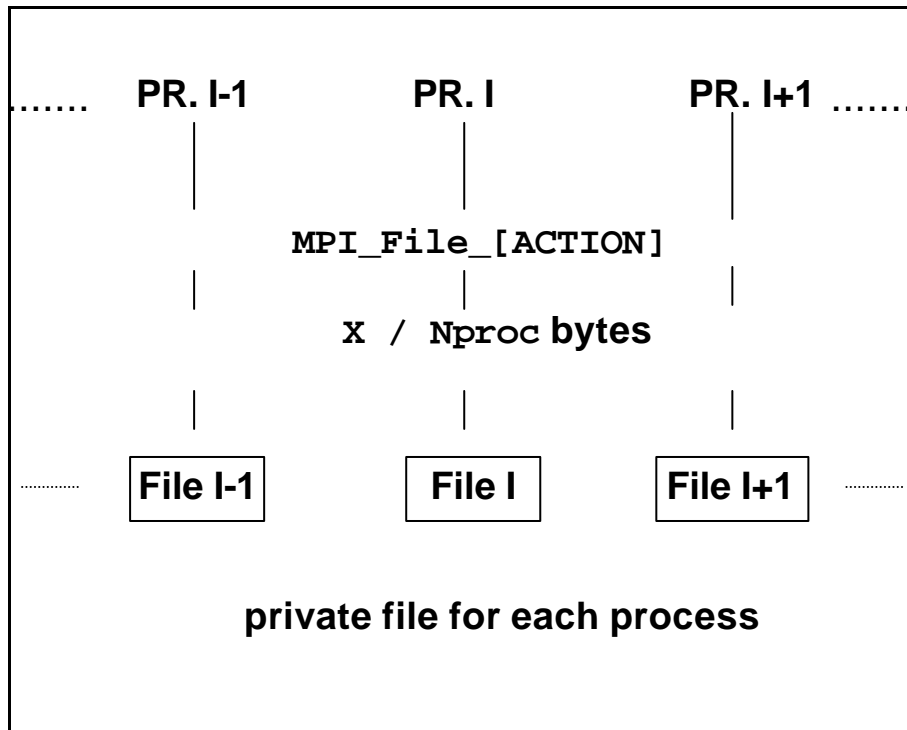 ....... PR. I-1 PR. I PR. I+1 .......
MPI_File_[ACTION]
X / Nproc bytes
............... File I-1 File I File I+1 ...............
private file for each process